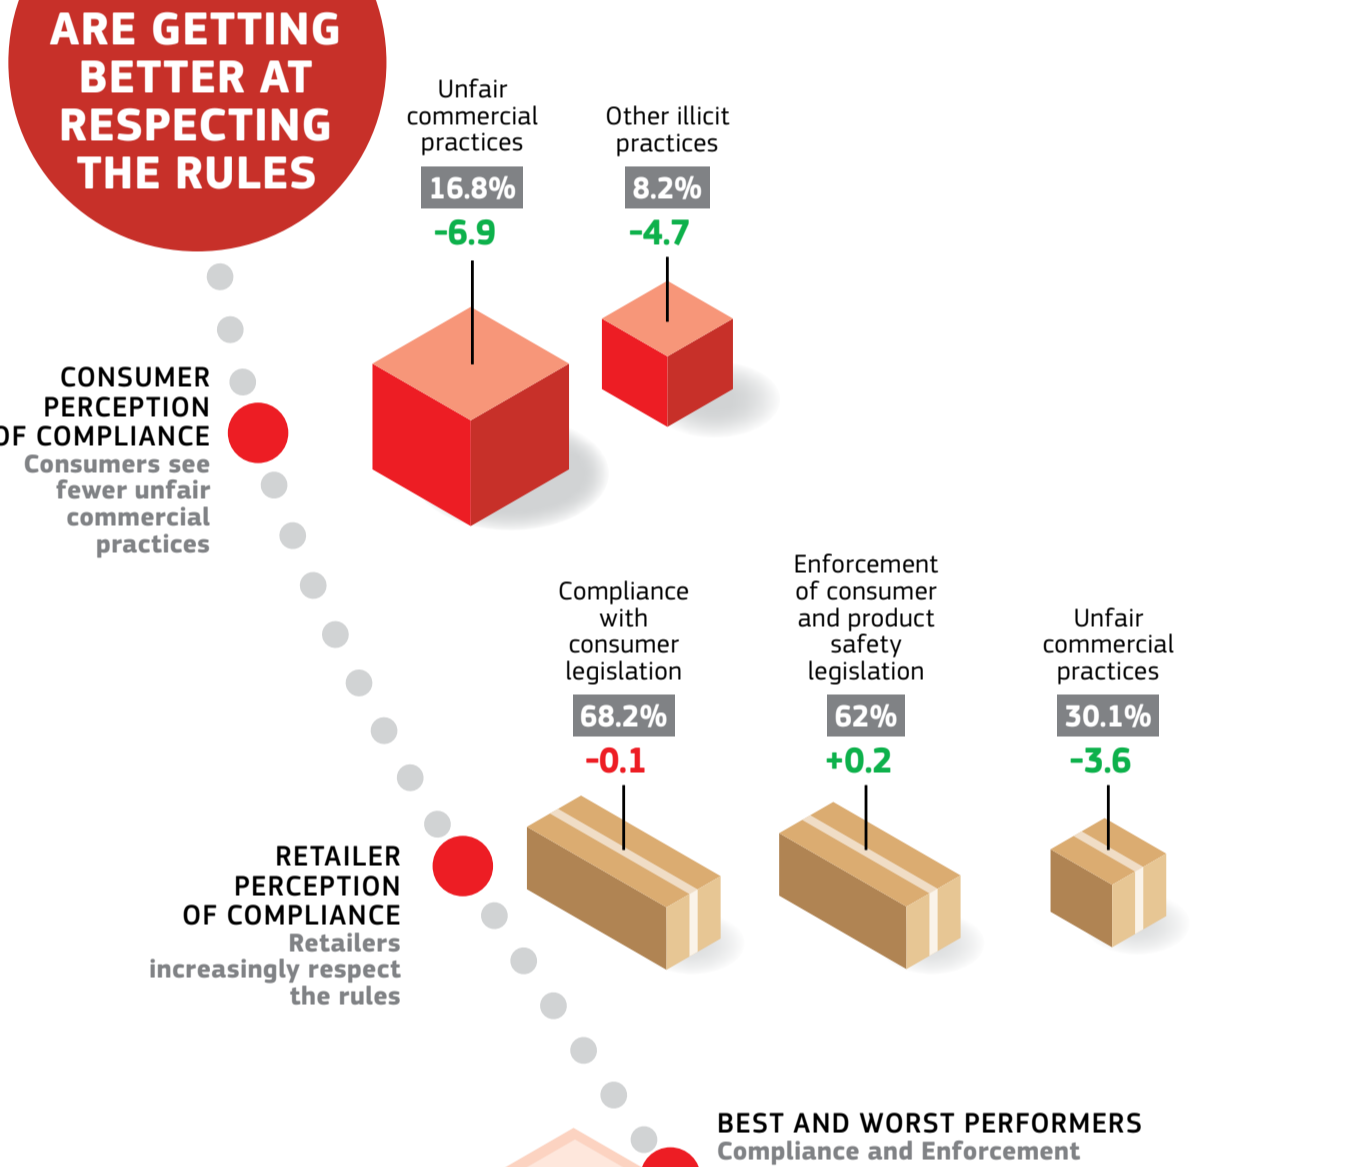 ARE GETTING
BETTER AT
RESPECTING
THE RULES
Unfair
commercial
practices
16.8%
-6.9
Other illicit
practices
8.2%
-4.7
CONSUMER
PERCEPTION
OF COMPLIANCE
Consumers see
fewer unfair
commercial
practices
Compliance
with
consumer
legislation
68.2%
-0.1
Enforcement
of consumer
and product
safety
legislation
62%
+0.2
Unfair
commercial
practices
30.1%
-3.6
RETAILER
PERCEPTION
OF COMPLIANCE
Retailers
increasingly respect
the rules
BEST AND WORST PERFORMERS
Compliance and Enforcement